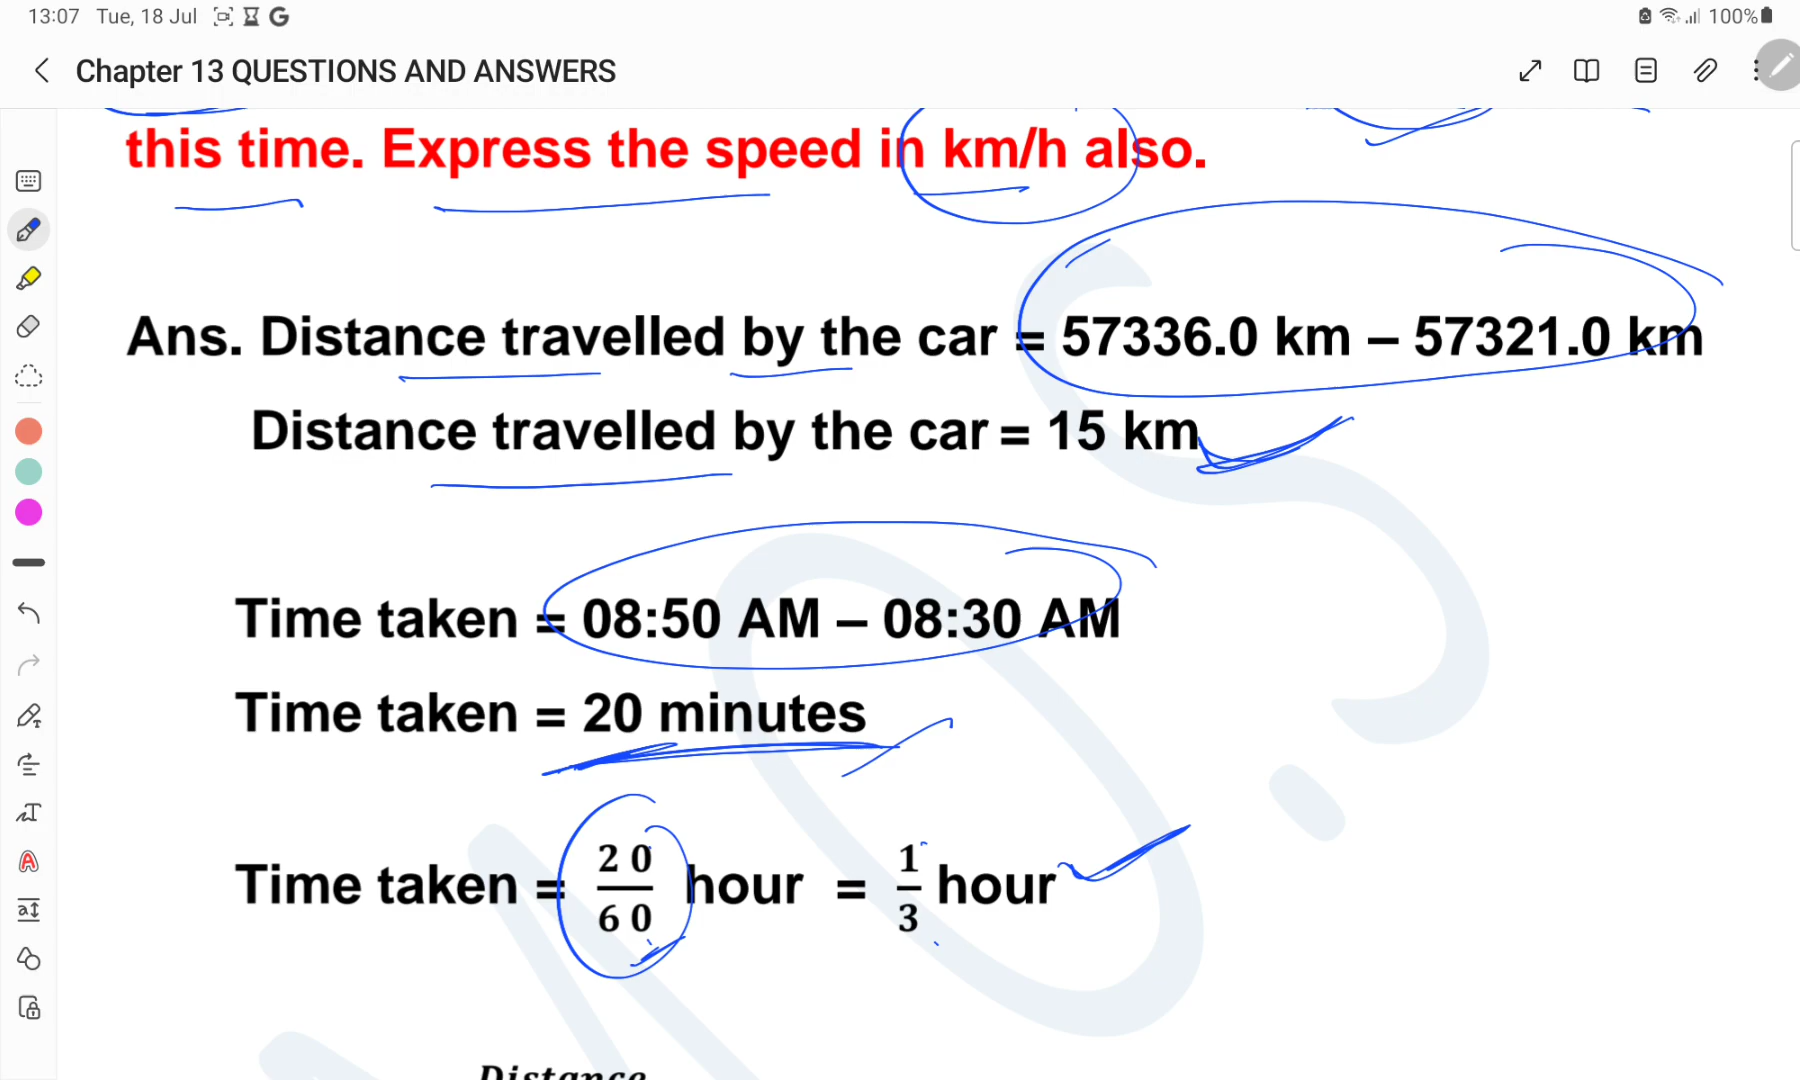 13:07 Tue, 18 Jul
100%
Chapter 13 QUESTIONS AND ANSWERS
this time. Express the speed in km/h also.
Ans. Distance travelled by the car = 57336.0 km – 57321.0 km
Distance travelled by the car = 15 km
Time taken = 08:50 AM – 08:30 AM
Time taken = 20 minutes
Time taken = 20/60 hour = 1/3 hour
Distance